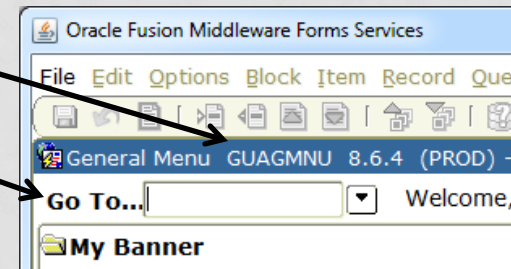 Oracle Fusion Middleware Forms Services
File Edit Options Block Item Record Que
General Menu GUAGMNU 8.6.4 (PROD) -
Go To... Welcome,
My Banner